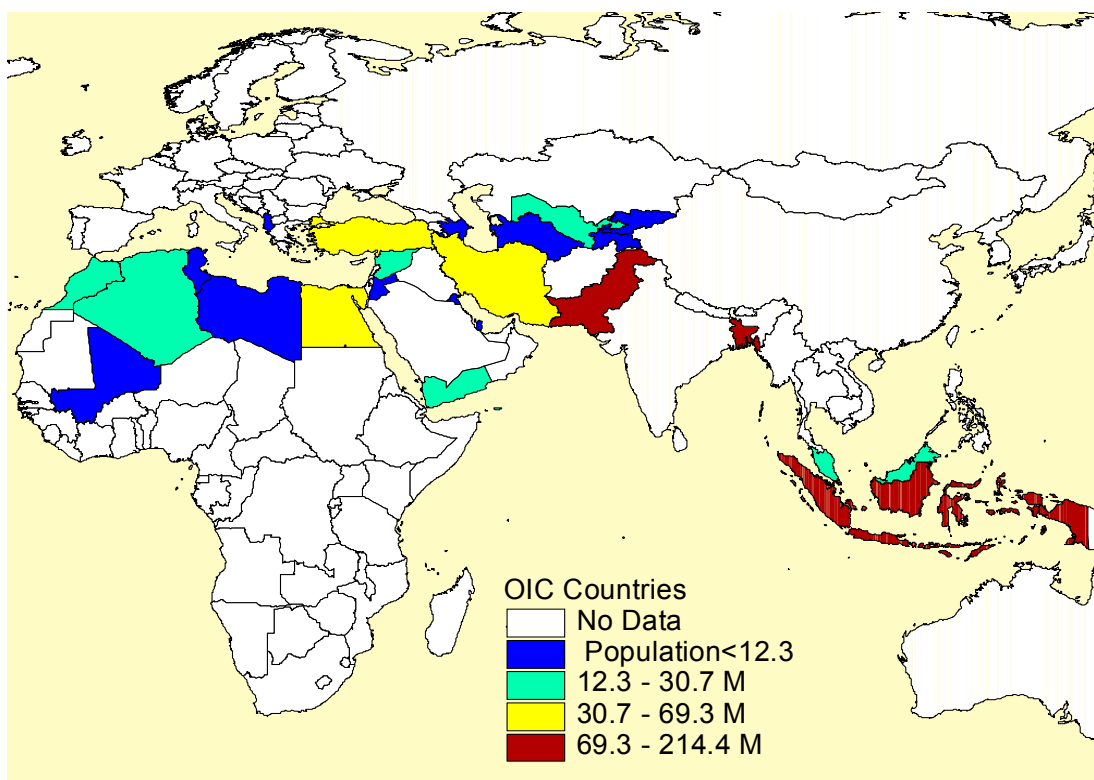 OIC Countries
No Data
Population<12.3
12.3 - 30.7 M
30.7 - 69.3 M
69.3 - 214.4 M